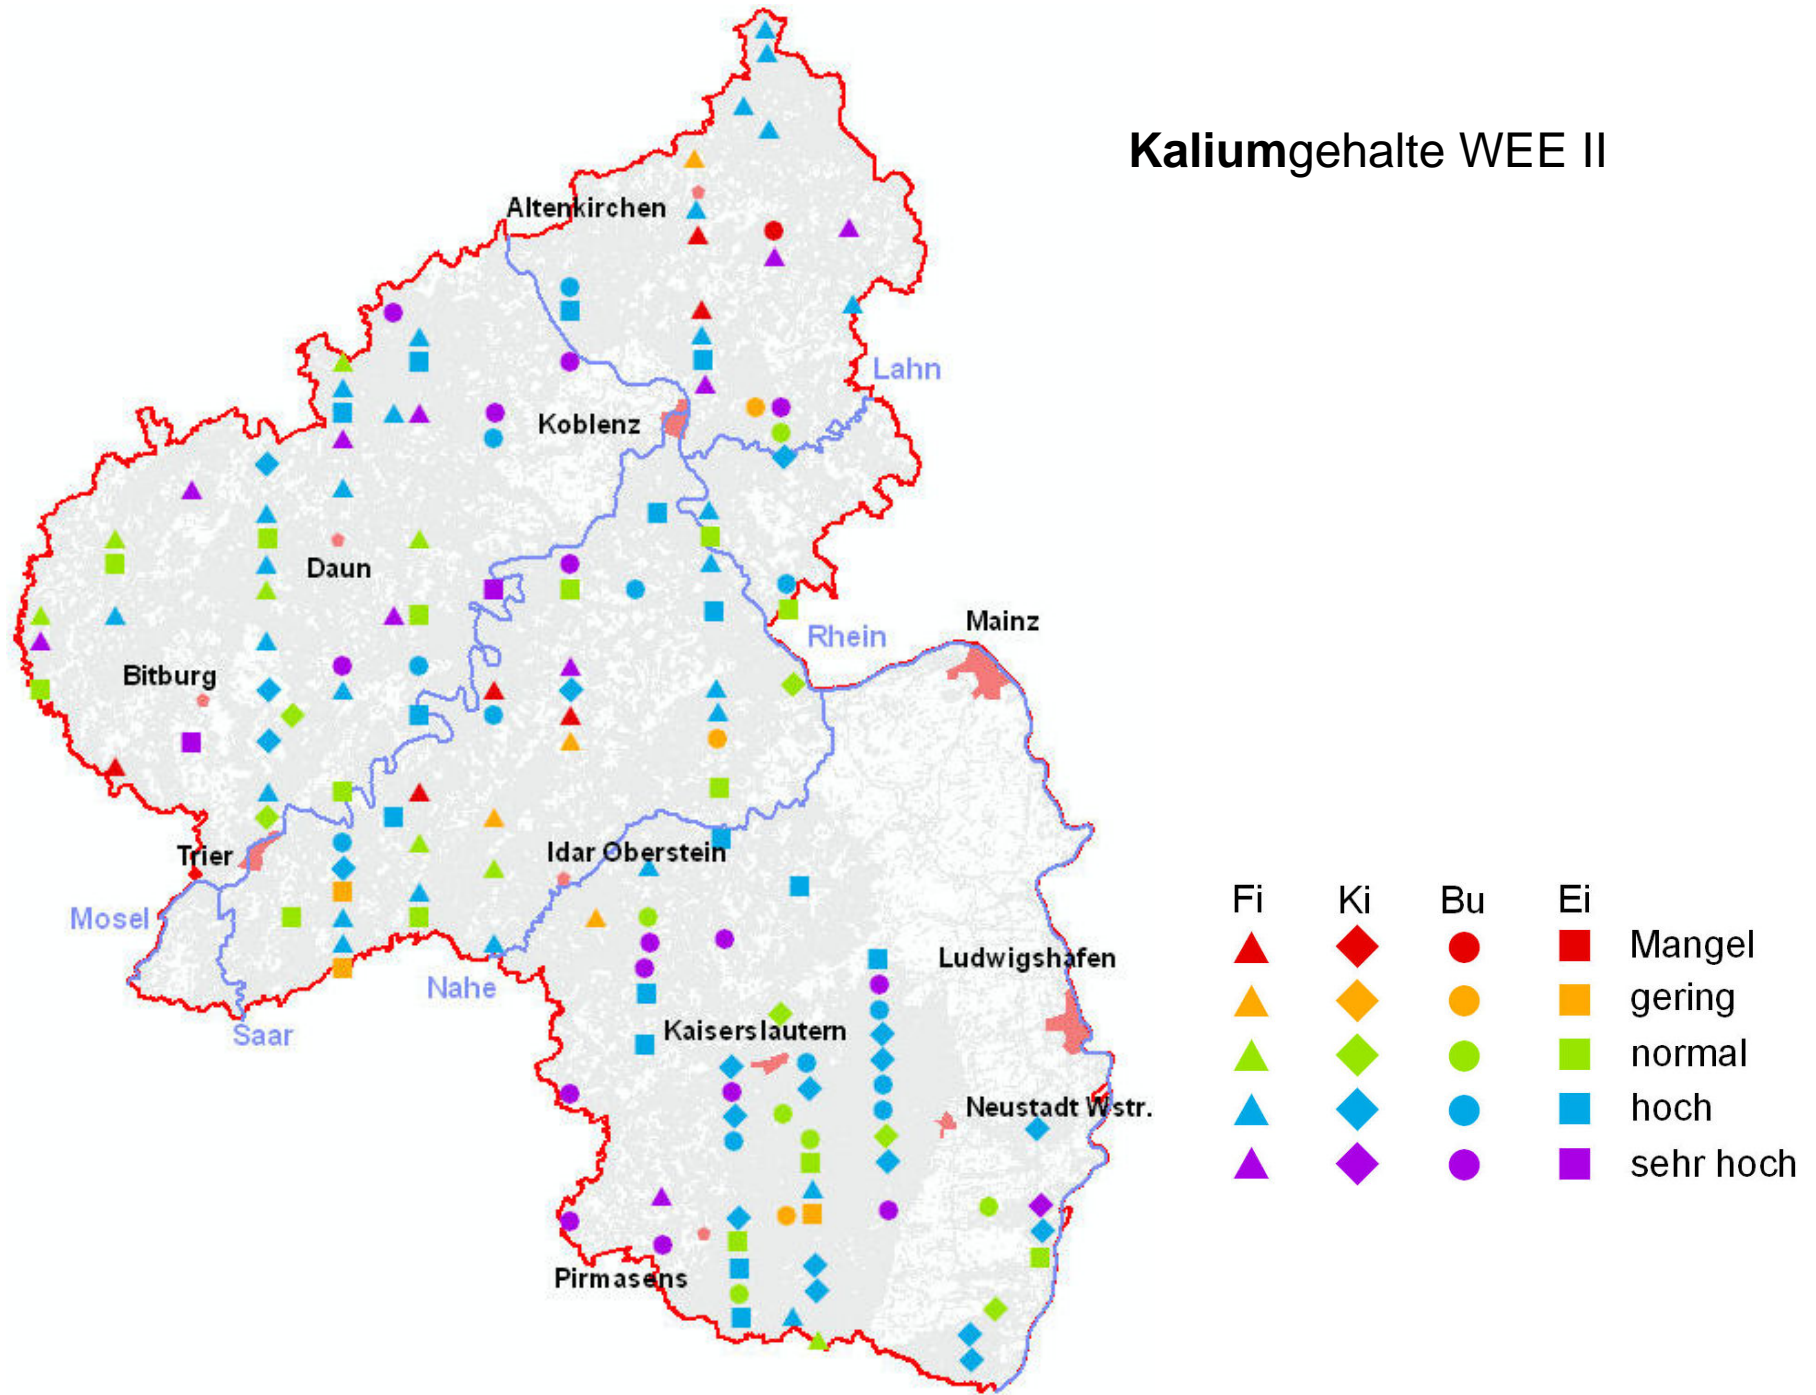 Kaliumgehalte WEE II
Altenkirchen
Lahn
Koblenz
Daun
Mainz
Rhein
Bitburg
Idar Oberstein
Trier
Mosel
Nahe
Saar
Ludwigshafen
Kaiserslautern
Neustadt Wstr.
Pirmasens
Fi Ki Bu Ei
Mangel
gering
normal
hoch
sehr hoch